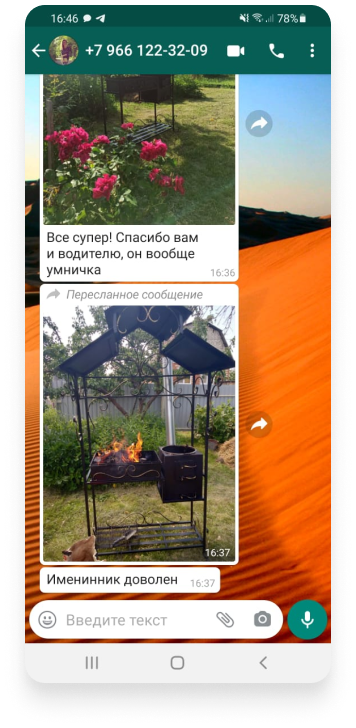 16:46
78%
+7 966 122-32-09
Все супер! Спасибо вам
и водителю, он вообще
умничка
16:36
Пересланное сообщение
16:37
Именинник доволен 16:37
Введите текст